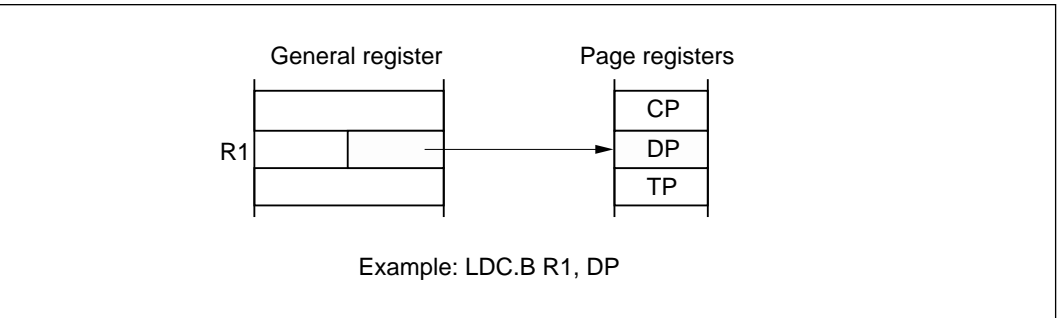 General register Page registers
CP
R1 DP
TP
Example: LDC.B R1, DP